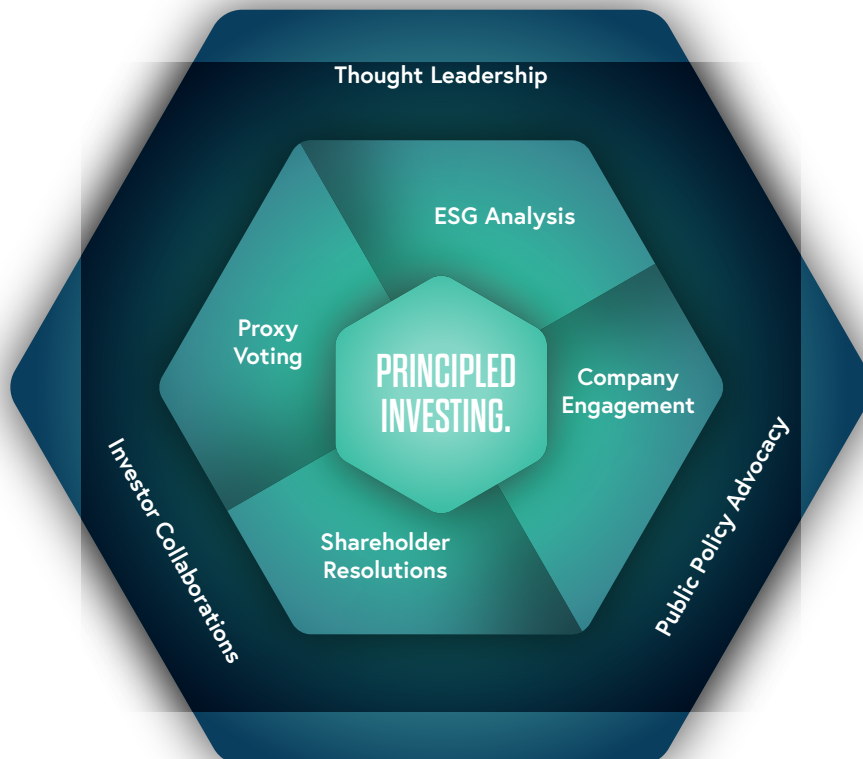 Thought Leadership
ESG Analysis
Proxy
Voting
PRINCIPLED
INVESTING.
Company
Engagement
Shareholder
Resolutions
Investor Collaborations
Public Policy Advocacy